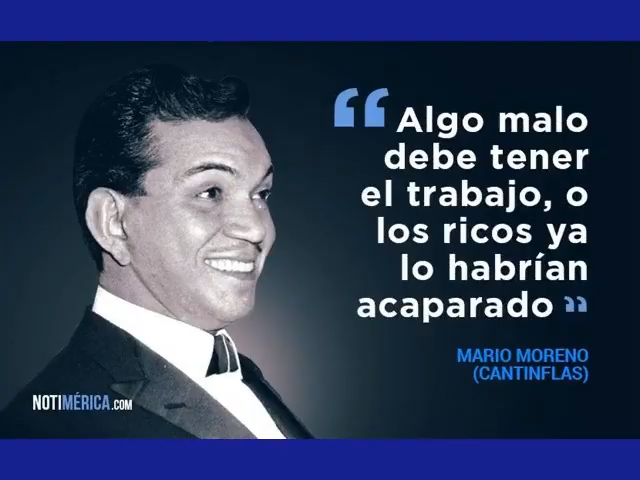 “ Algo malo
debe tener
el trabajo, o
los ricos ya
lo habrían
acaparado ”
MARIO MORENO
(CANTINFLAS)
NOTIMÉRICA.COM